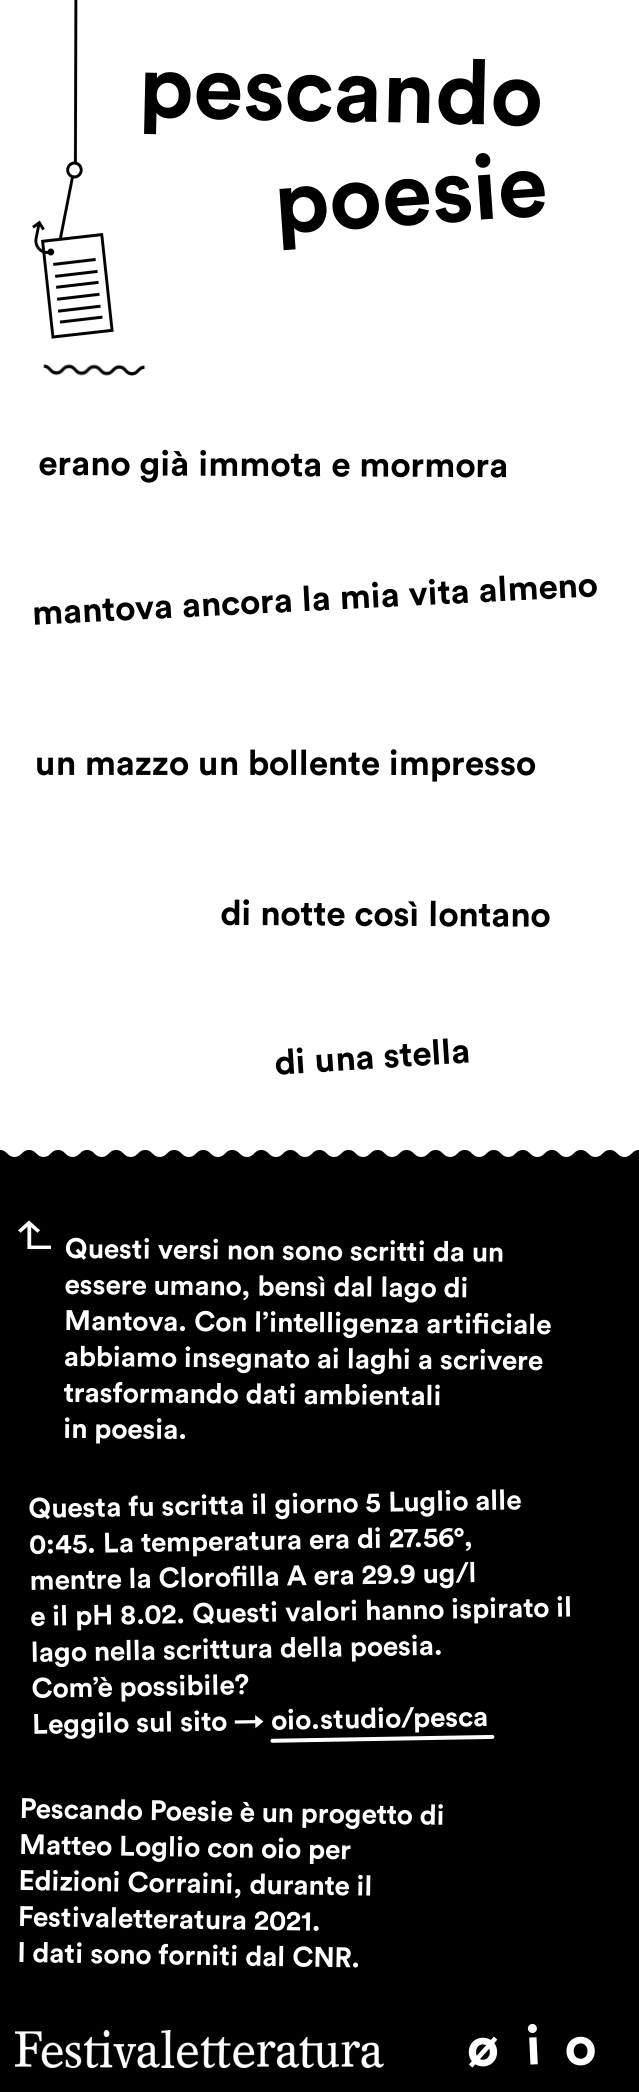 pescando
poesie
erano già immota e mormora
mantova ancora la mia vita almeno
un mazzo un bollente impresso
di notte così lontano
di una stella
Questi versi non sono scritti da un
essere umano, bensì dal lago di
Mantova. Con l'intelligenza artificiale
abbiamo insegnato ai laghi a scrivere
trasformando dati ambientali
in poesia.
Questa fu scritta il giorno 5 Luglio alle
0:45. La temperatura era di 27.56°,
mentre la Clorofilla A era 29.9 ug/l
e il pH 8.02. Questi valori hanno ispirato il
lago nella scrittura della poesia.
Com'è possibile?
Leggilo sul sito → oio.studio/pesca
Pescando Poesie è un progetto di
Matteo Loglio con oio per
Edizioni Corraini, durante il
Festivaletteratura 2021.
I dati sono forniti dal CNR.
Festivaletteratura ø i o